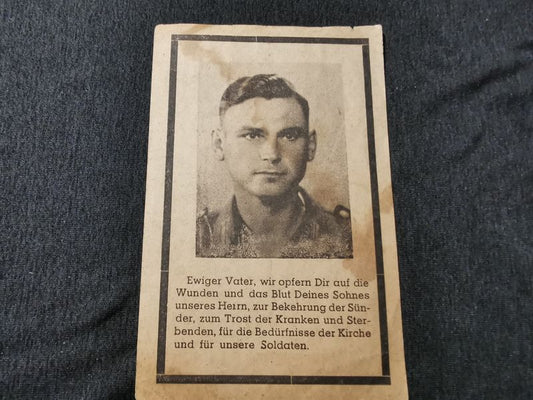 Ewiger Vater, wir opfern Dir auf die
Wunden und das Blut Deines Sohnes
unseres Herrn, zur Bekehrung der Sün-
der, zum Trost der Kranken und Ster-
benden, für die Bedürfnisse der Kirche
und für unsere Soldaten.